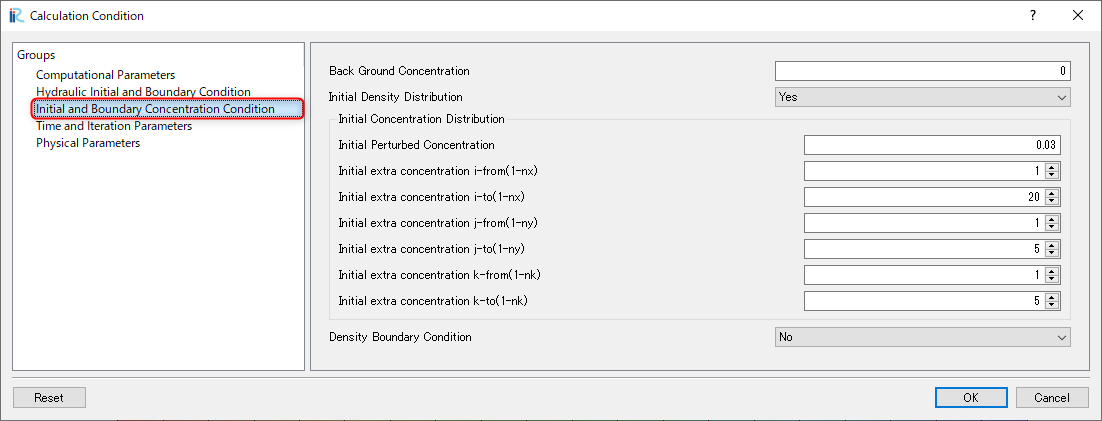 Calculation Condition
Groups
Computational Parameters
Hydraulic Initial and Boundary Condition
Initial and Boundary Concentration Condition
Time and Iteration Parameters
Physical Parameters
Back Ground Concentration 0
Initial Density Distribution Yes
Initial Concentration Distribution
Initial Perturbed Concentration 0.03
Initial extra concentration i-from(1-nx) 1
Initial extra concentration i-to(1-nx) 20
Initial extra concentration j-from(1-ny) 1
Initial extra concentration j-to(1-ny) 5
Initial extra concentration k-from(1-nk) 1
Initial extra concentration k-to(1-nk) 5
Density Boundary Condition No
Reset OK Cancel